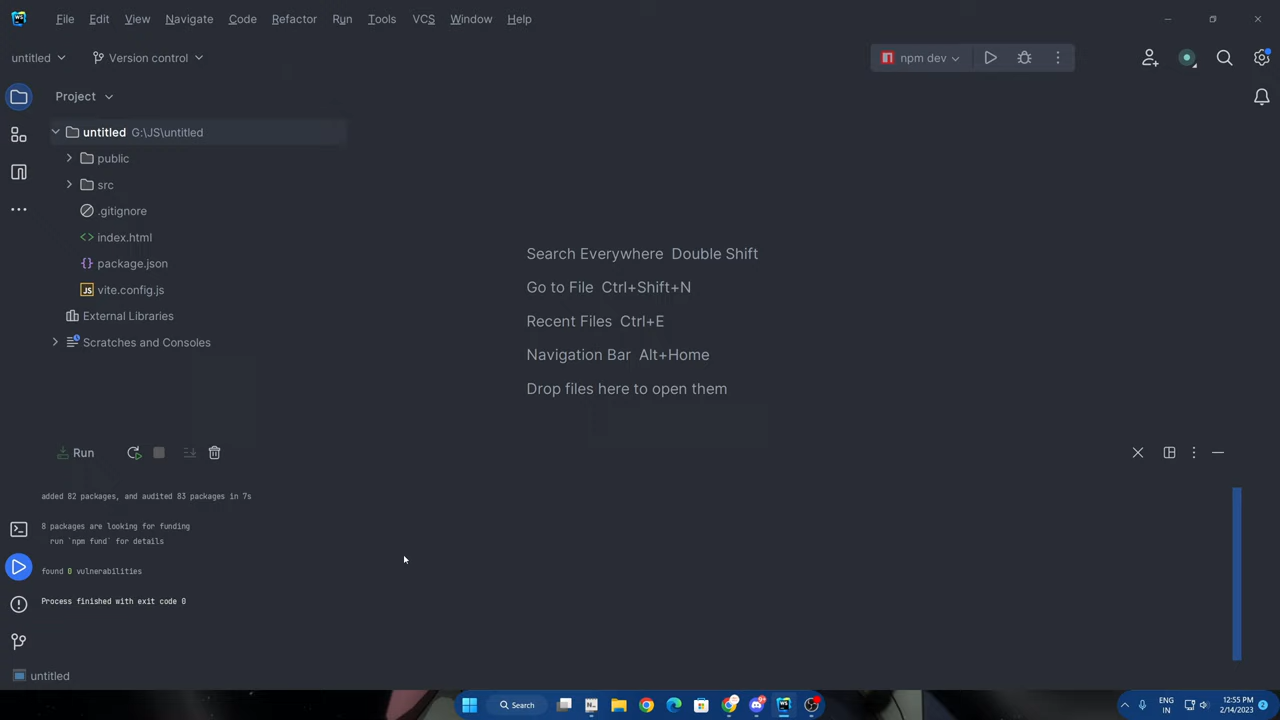 WS File Edit View Navigate Code Refactor Run Tools VCS Window Help
untitled Version control npm dev
Project
untitled G:\JS\untitled
public
src
.gitignore
index.html
package.json
JS vite.config.js
External Libraries
Scratches and Consoles
Search Everywhere Double Shift
Go to File Ctrl+Shift+N
Recent Files Ctrl+E
Navigation Bar Alt+Home
Drop files here to open them
Run
added 82 packages, and audited 83 packages in 7s
8 packages are looking for funding
run `npm fund` for details
found 0 vulnerabilities
Process finished with exit code 0
untitled
Search
ENG
IN
12:55 PM
2/14/2023
2